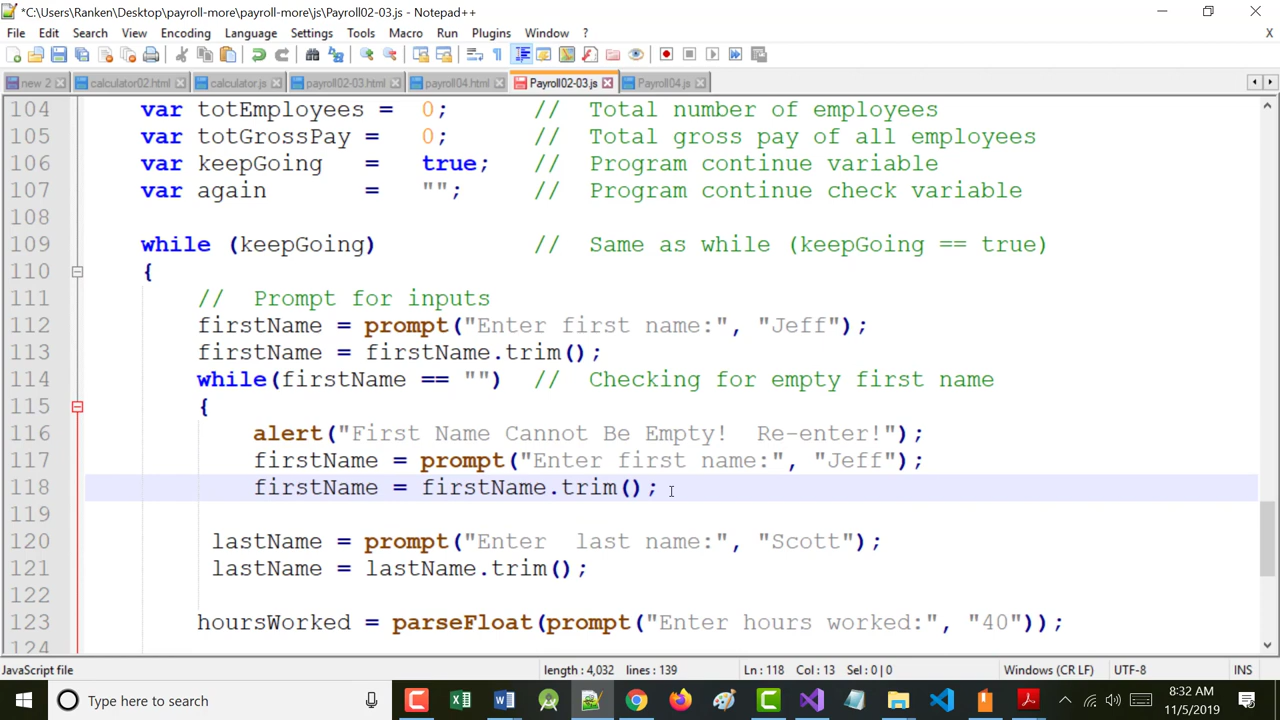 *C:\Users\Ranken\Desktop\payroll-more\payroll-more\js\Payroll02-03.js - Notepad++
File Edit Search View Encoding Language Settings Tools Macro Run Plugins Window ? X
new 2 calculator02.html calculator.js payroll02-03.html payroll04.html Payroll02-03.js Payroll04.js
104 var totEmployees = 0; // Total number of employees
105 var totGrossPay = 0; // Total gross pay of all employees
106 var keepGoing = true; // Program continue variable
107 var again = ""; // Program continue check variable
108
109 while (keepGoing) // Same as while (keepGoing == true)
110 {
111 // Prompt for inputs
112 firstName = prompt("Enter first name:", "Jeff");
113 firstName = firstName.trim();
114 while(firstName == "") // Checking for empty first name
115 {
116 alert("First Name Cannot Be Empty! Re-enter!");
117 firstName = prompt("Enter first name:", "Jeff");
118 firstName = firstName.trim();
119
120 lastName = prompt("Enter last name:", "Scott");
121 lastName = lastName.trim();
122
123 hoursWorked = parseFloat(prompt("Enter hours worked:", "40"));
124
JavaScript file length : 4,032 lines : 139 Ln : 118 Col : 13 Sel : 0 | 0 Windows (CR LF) UTF-8 INS
Type here to search 8:32 AM
11/5/2019